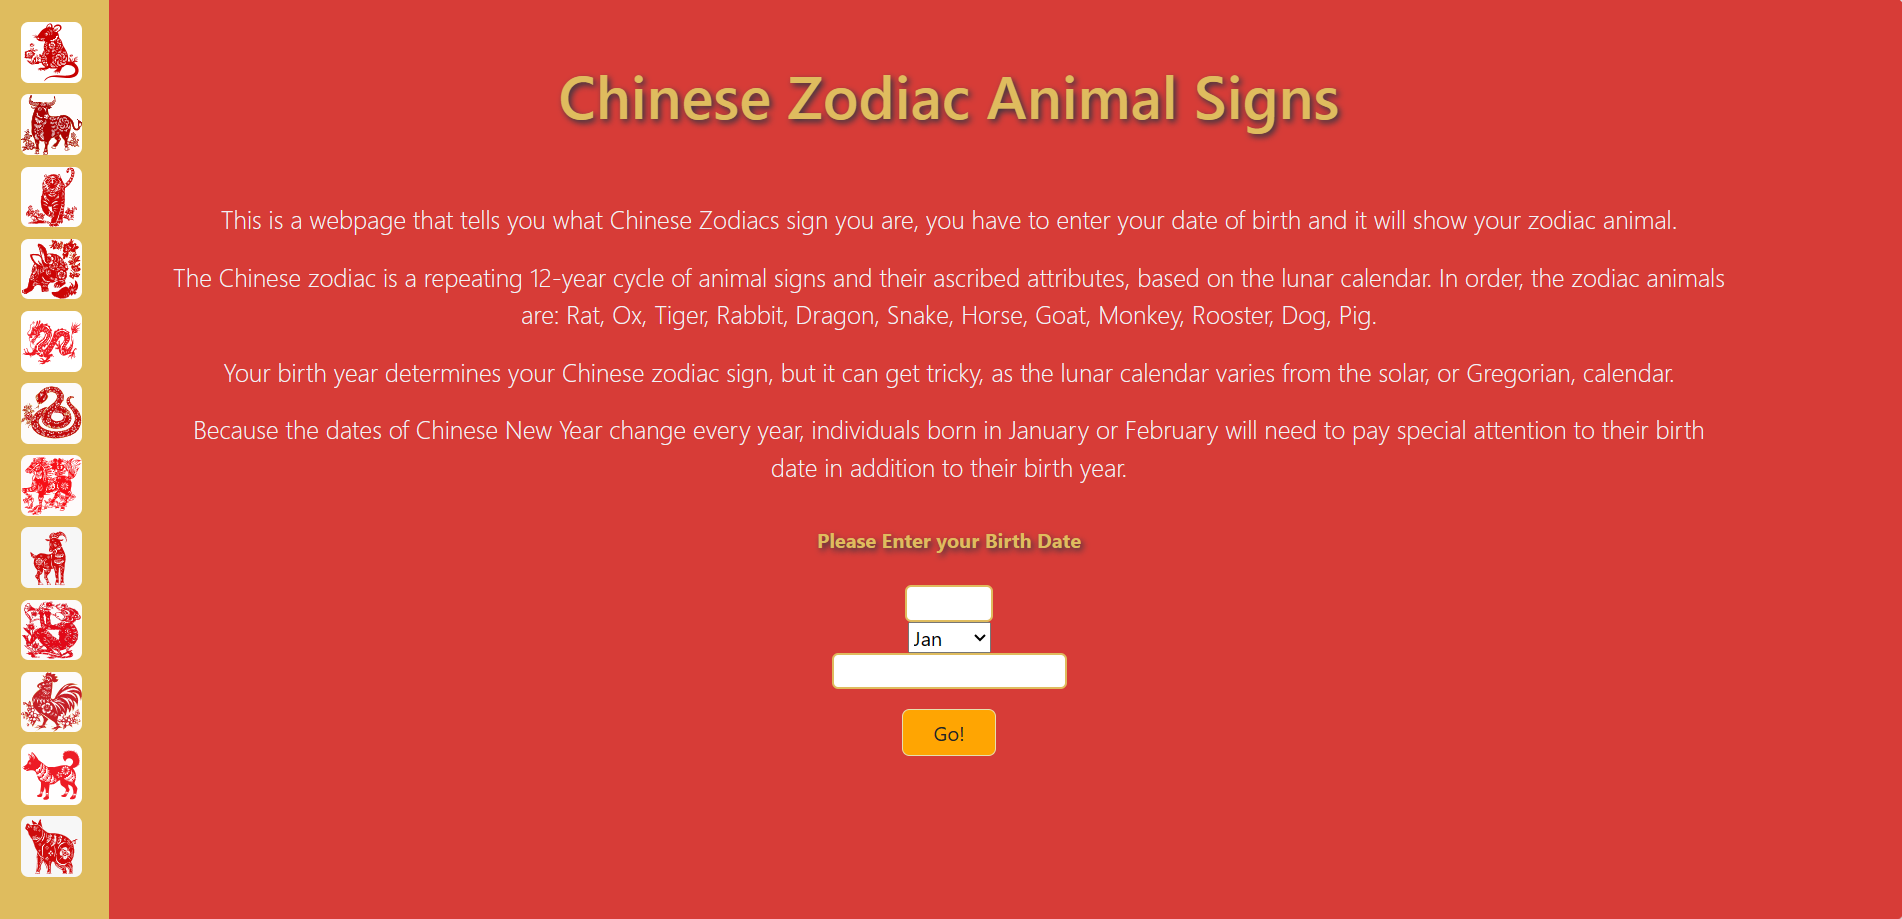 Chinese Zodiac Animal Signs
This is a webpage that tells you what Chinese Zodiacs sign you are, you have to enter your date of birth and it will show your zodiac animal.
The Chinese zodiac is a repeating 12-year cycle of animal signs and their ascribed attributes, based on the lunar calendar. In order, the zodiac animals
are: Rat, Ox, Tiger, Rabbit, Dragon, Snake, Horse, Goat, Monkey, Rooster, Dog, Pig.
Your birth year determines your Chinese zodiac sign, but it can get tricky, as the lunar calendar varies from the solar, or Gregorian, calendar.
Because the dates of Chinese New Year change every year, individuals born in January or February will need to pay special attention to their birth
date in addition to their birth year.
Please Enter your Birth Date
Jan
Go!